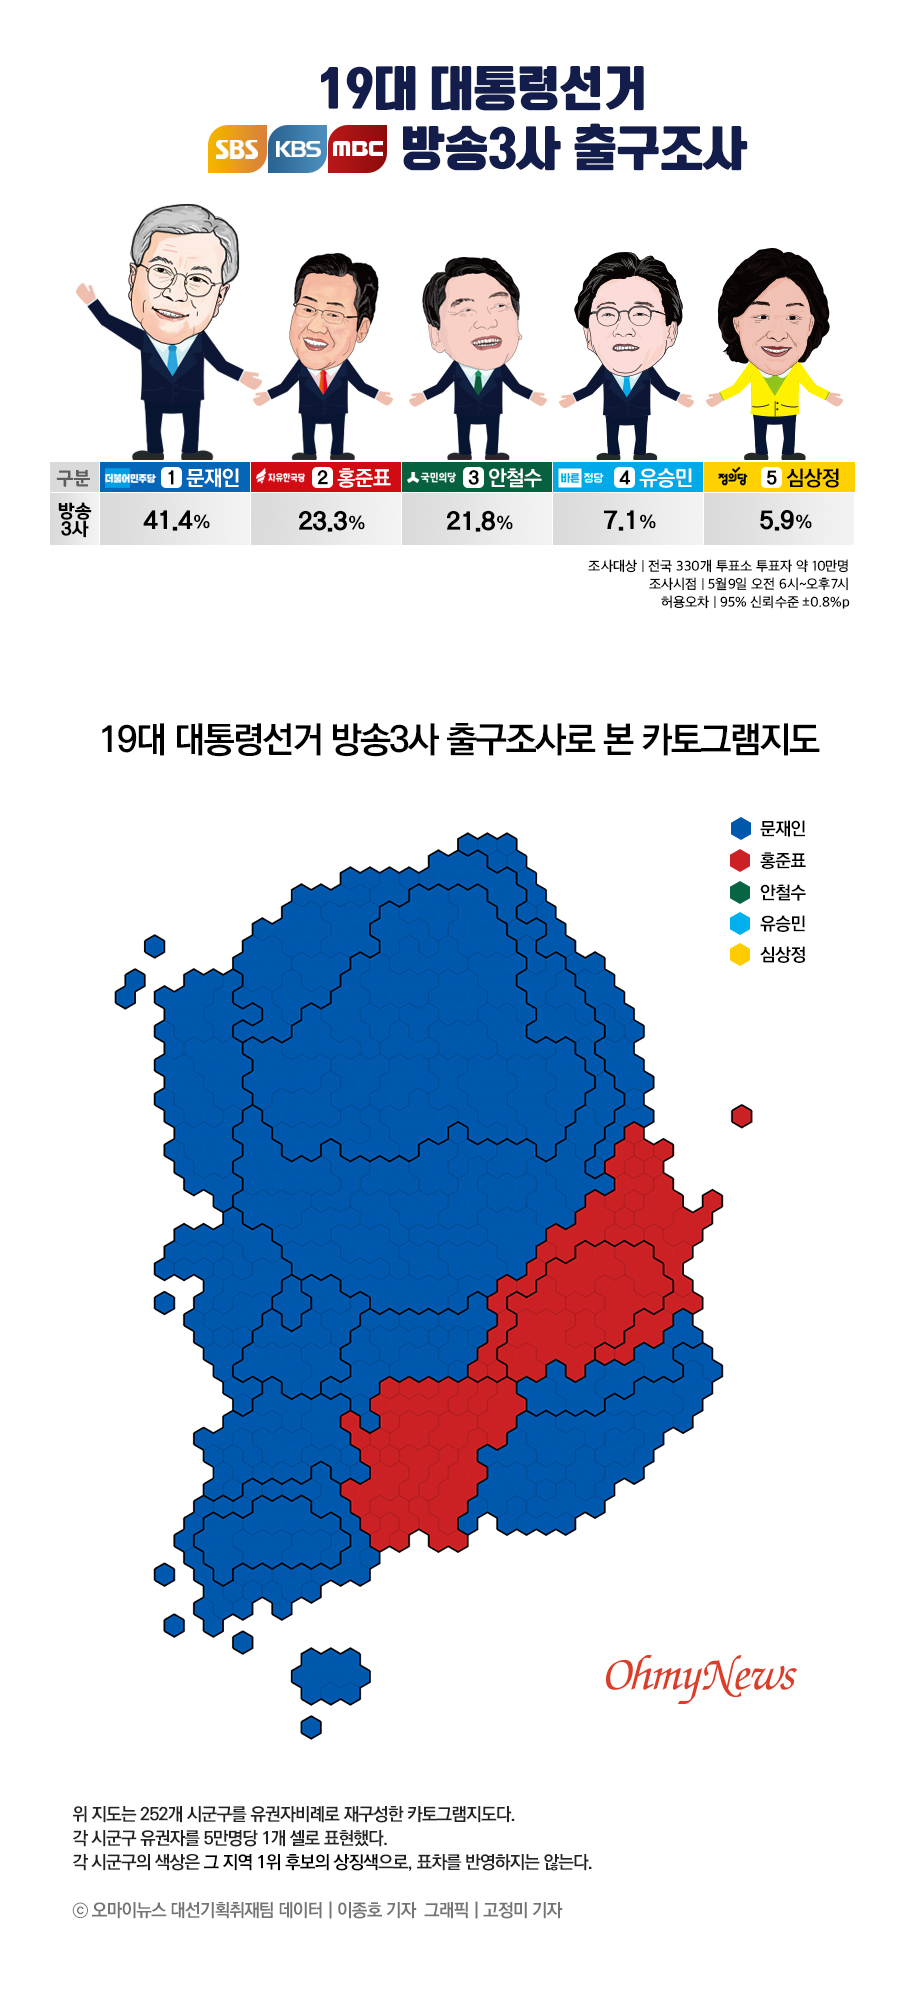 19대 대통령선거
SBS KBS MBC 방송3사 출구조사
구분 더불어민주당 1 문재인 자유한국당 2 홍준표 국민의당 3 안철수 바른정당 4 유승민 정의당 5 심상정
방송3사 41.4% 23.3% 21.8% 7.1% 5.9%
조사대상 | 전국 330개 투표소 투표자 약 10만명
조사시점 | 5월9일 오전 6시~오후7시
허용오차 | 95% 신뢰수준 ±0.8%p
19대 대통령선거 방송3사 출구조사로 본 카토그램지도
문재인
홍준표
안철수
유승민
심상정
OhmyNews
위 지도는 252개 시군구를 유권자비례로 재구성한 카토그램지도다.
각 시군구 유권자를 5만명당 1개 셀로 표현했다.
각 시군구의 색상은 그 지역 1위 후보의 상징색으로, 표차를 반영하지는 않는다.
ⓒ 오마이뉴스 대선기획취재팀 데이터 | 이종호 기자 그래픽 | 고정미 기자